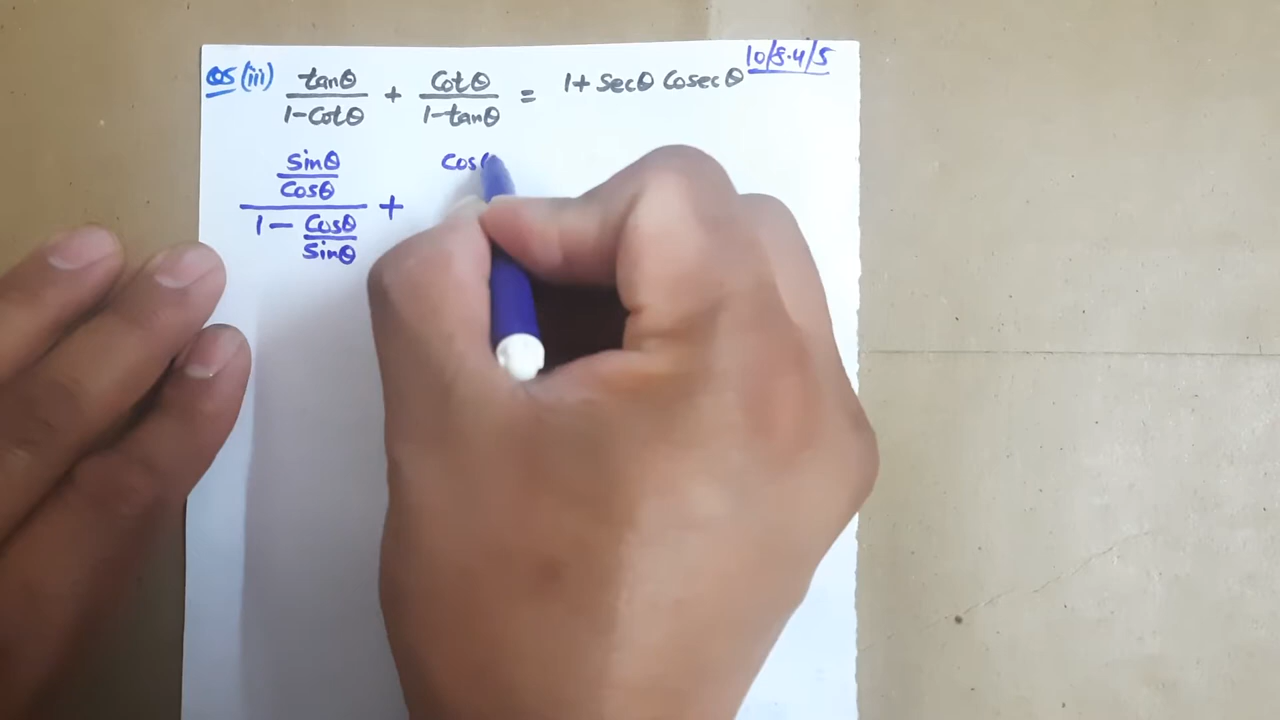 10/8.4/5
Q5 (iii) tanθ/1-Cotθ + Cotθ/1-tanθ = 1+ Secθ Cosecθ
Sinθ/Cosθ / 1 - Cosθ/Sinθ + Cosθ